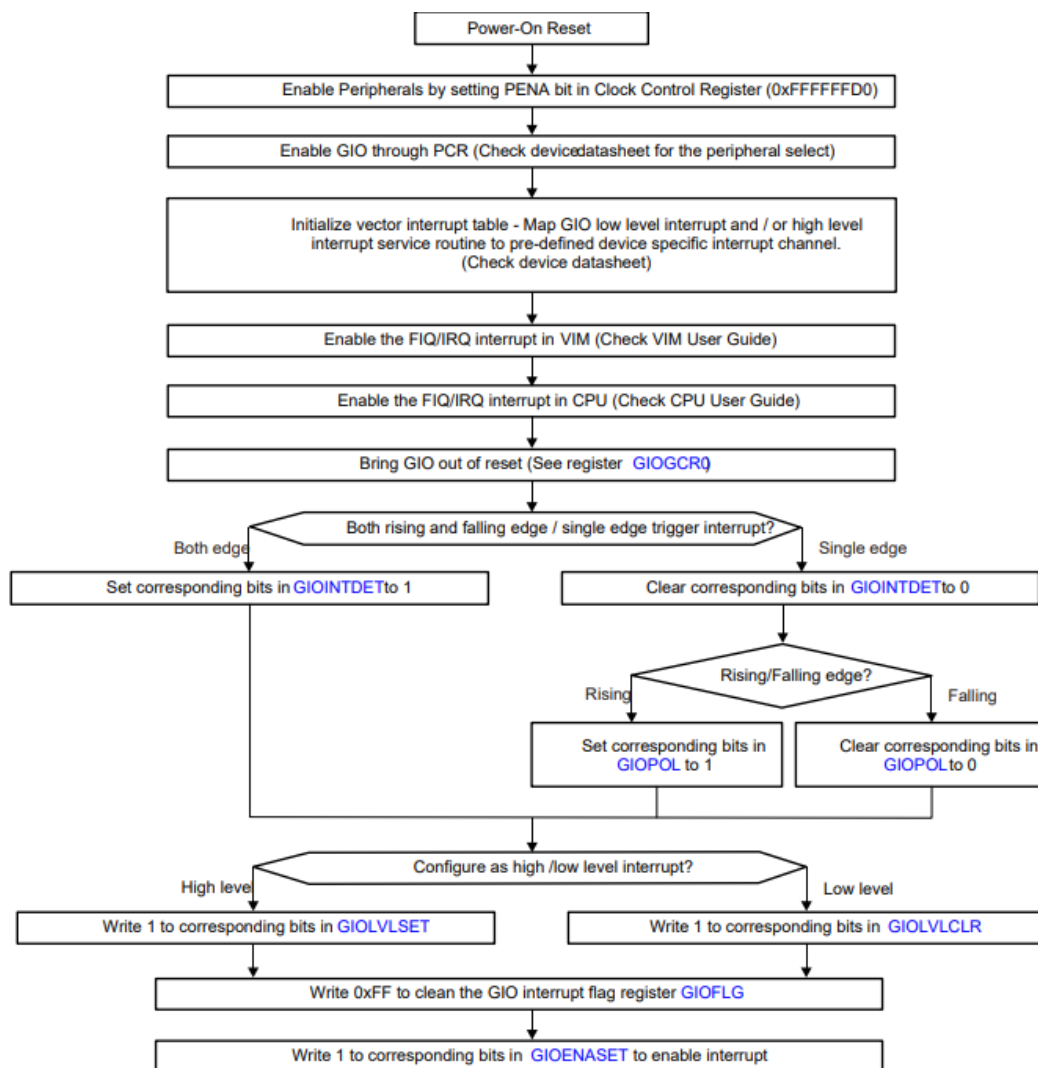 Power-On Reset
Enable Peripherals by setting PENA bit in Clock Control Register (0xFFFFFFD0)
Enable GIO through PCR (Check devicedatasheet for the peripheral select)
Initialize vector interrupt table - Map GIO low level interrupt and / or high level
interrupt service routine to pre-defined device specific interrupt channel.
(Check device datasheet)
Enable the FIQ/IRQ interrupt in VIM (Check VIM User Guide)
Enable the FIQ/IRQ interrupt in CPU (Check CPU User Guide)
Bring GIO out of reset (See register GIOGCR0)
Both rising and falling edge / single edge trigger interrupt?
Both edge
Single edge
Set corresponding bits in GIOINTDET to 1
Clear corresponding bits in GIOINTDET to 0
Rising/Falling edge?
Rising
Falling
Set corresponding bits in
GIOPOL to 1
Clear corresponding bits in
GIOPOL to 0
Configure as high /low level interrupt?
High level
Low level
Write 1 to corresponding bits in GIOLVLSET
Write 1 to corresponding bits in GIOLVLCLR
Write 0xFF to clean the GIO interrupt flag register GIOFLG
Write 1 to corresponding bits in GIOENASET to enable interrupt